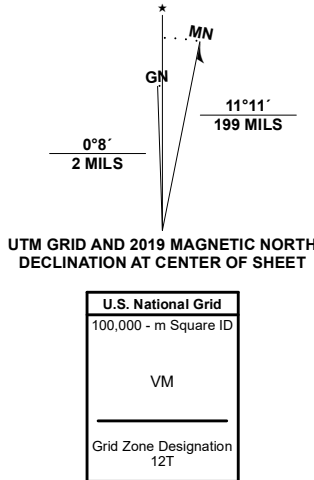 ★
MN
GN
11°11´
199 MILS
0°8´
2 MILS
UTM GRID AND 2019 MAGNETIC NORTH
DECLINATION AT CENTER OF SHEET
U.S. National Grid
100,000 - m Square ID
VM
Grid Zone Designation
12T